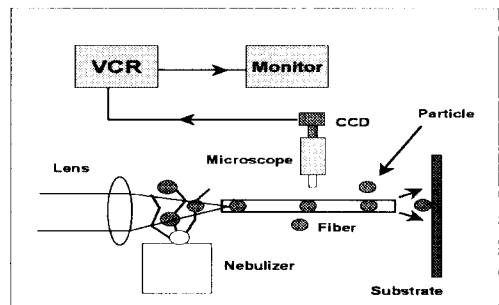 VCR
Monitor
CCD
Particle
Microscope
Lens
Fiber
Nebulizer
Substrate